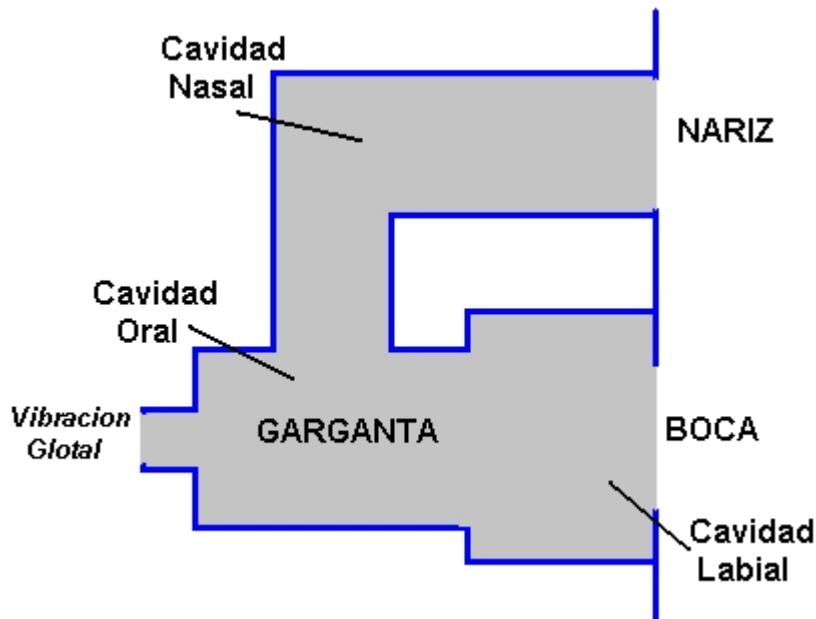 Cavidad
Nasal
NARIZ
Cavidad
Oral
Vibracion
Glotal
GARGANTA
BOCA
Cavidad
Labial